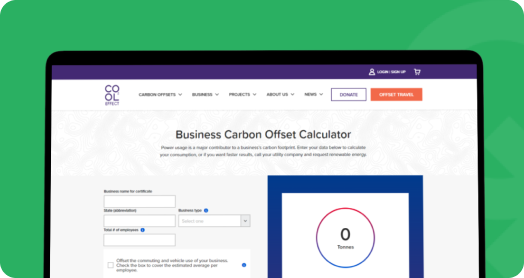 LOGIN | SIGN UP
CO
OL
EFFECT
CARBON OFFSETS
BUSINESS
PROJECTS
ABOUT US
NEWS
DONATE
OFFSET TRAVEL
Business Carbon Offset Calculator
Power usage is a major contributor to a business's carbon footprint. Enter your data below to calculate
your consumption, or if you want faster results, call your utility company and request renewable energy.
Business name for certificate
State (abbreviation)
Business type
Select one
Total # of employees
0
Tonnes
Offset the commuting and vehicle use of your business.
Check the box to cover the estimated average per
employee.